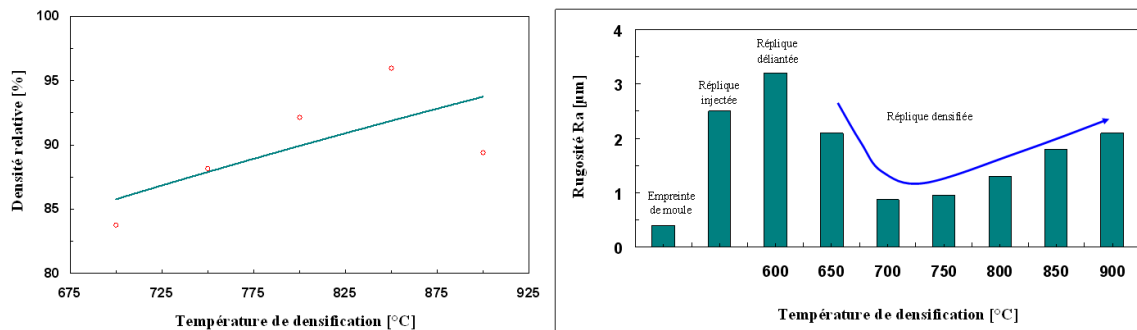 Densité relative [%]
100
95
90
85
80
675
725
775
825
875
925
Température de densification [°C]
Rugosité Ra [µm]
4
3
2
1
0
Empreinte
de moule
Réplique
injectée
Réplique
déliantée
Réplique densifiée
600
650
700
750
800
850
900
Température de densification [°C]